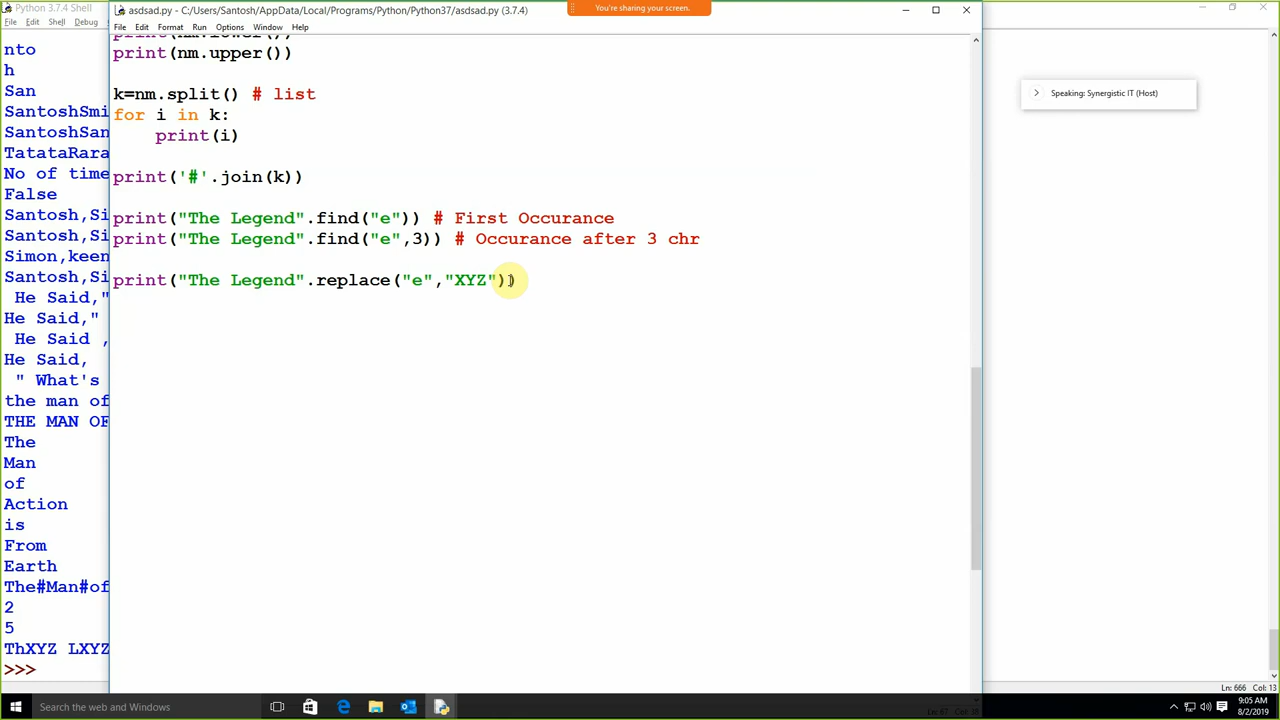 Python 3.7.4 Shell
File Edit Shell Debug
nto
h
San
SantoshSmi
SantoshSan
TatataRara
No of time
False
Santosh,Si
Santosh,Si
Simon,keen
He Said,"
He Said,"
He Said ,
He Said,
" What's
the man of
THE MAN OF
The
Man
of
Action
is
From
Earth
The#Man#of
2
5
ThXYZ LXYZ
>>>
asdsad.py - C:/Users/Santosh/AppData/Local/Programs/Python/Python37/asdsad.py (3.7.4)
File Edit Format Run Options Window Help
print(nm.lower())
print(nm.upper())
k=nm.split() # list
for i in k:
print(i)
print('#'.join(k))
print("The Legend".find("e")) # First Occurance
print("The Legend".find("e",3)) # Occurance after 3 chr
print("The Legend".replace("e","XYZ"))
You're sharing your screen.
Speaking: Synergistic IT (Host)
Ln: 666 Col: 13
Search the web and Windows
9:05 AM
8/2/2019